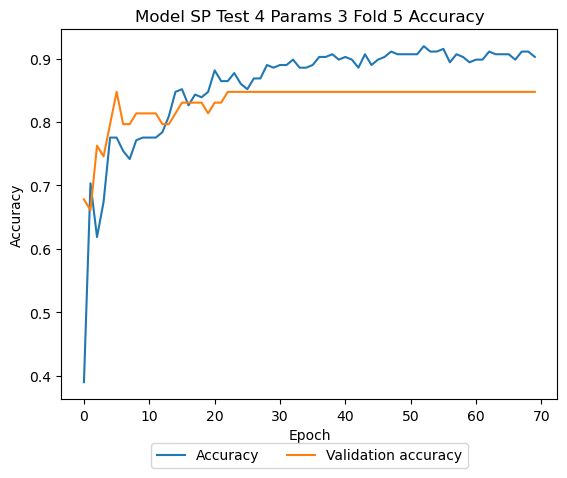 Model SP Test 4 Params 3 Fold 5 Accuracy
Accuracy
0.9
0.8
0.7
0.6
0.5
0.4
0 10 20 30 40 50 60 70
Epoch
Accuracy Validation accuracy